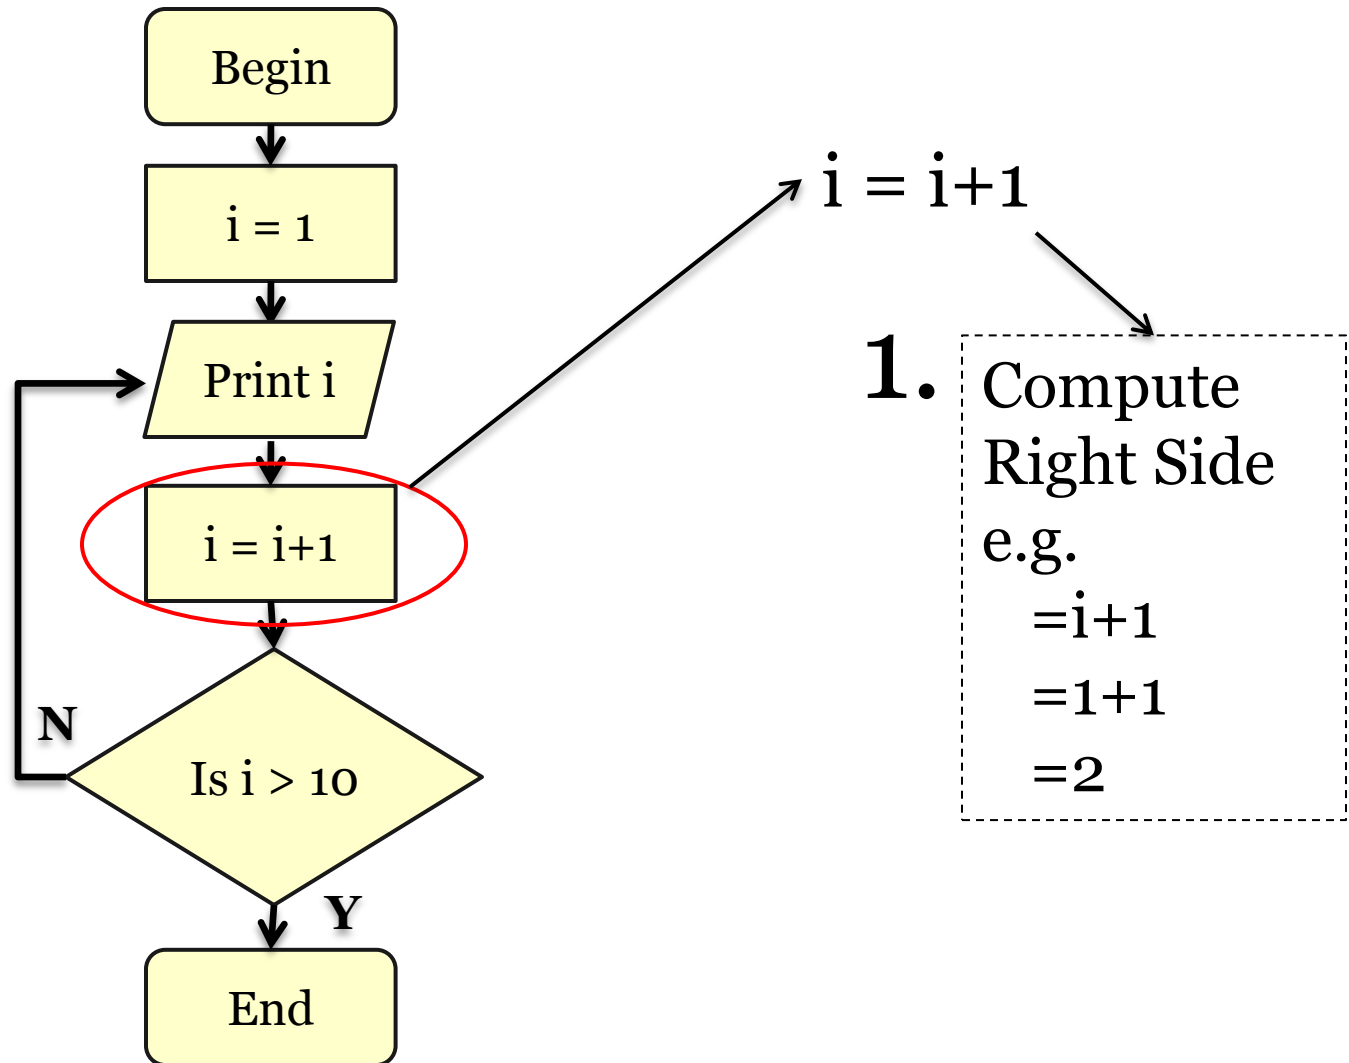 Begin
i = 1
Print i
i = i+1
N
Is i > 10
Y
End
i = i+1
1.
Compute
Right Side
e.g.
=i+1
=1+1
=2